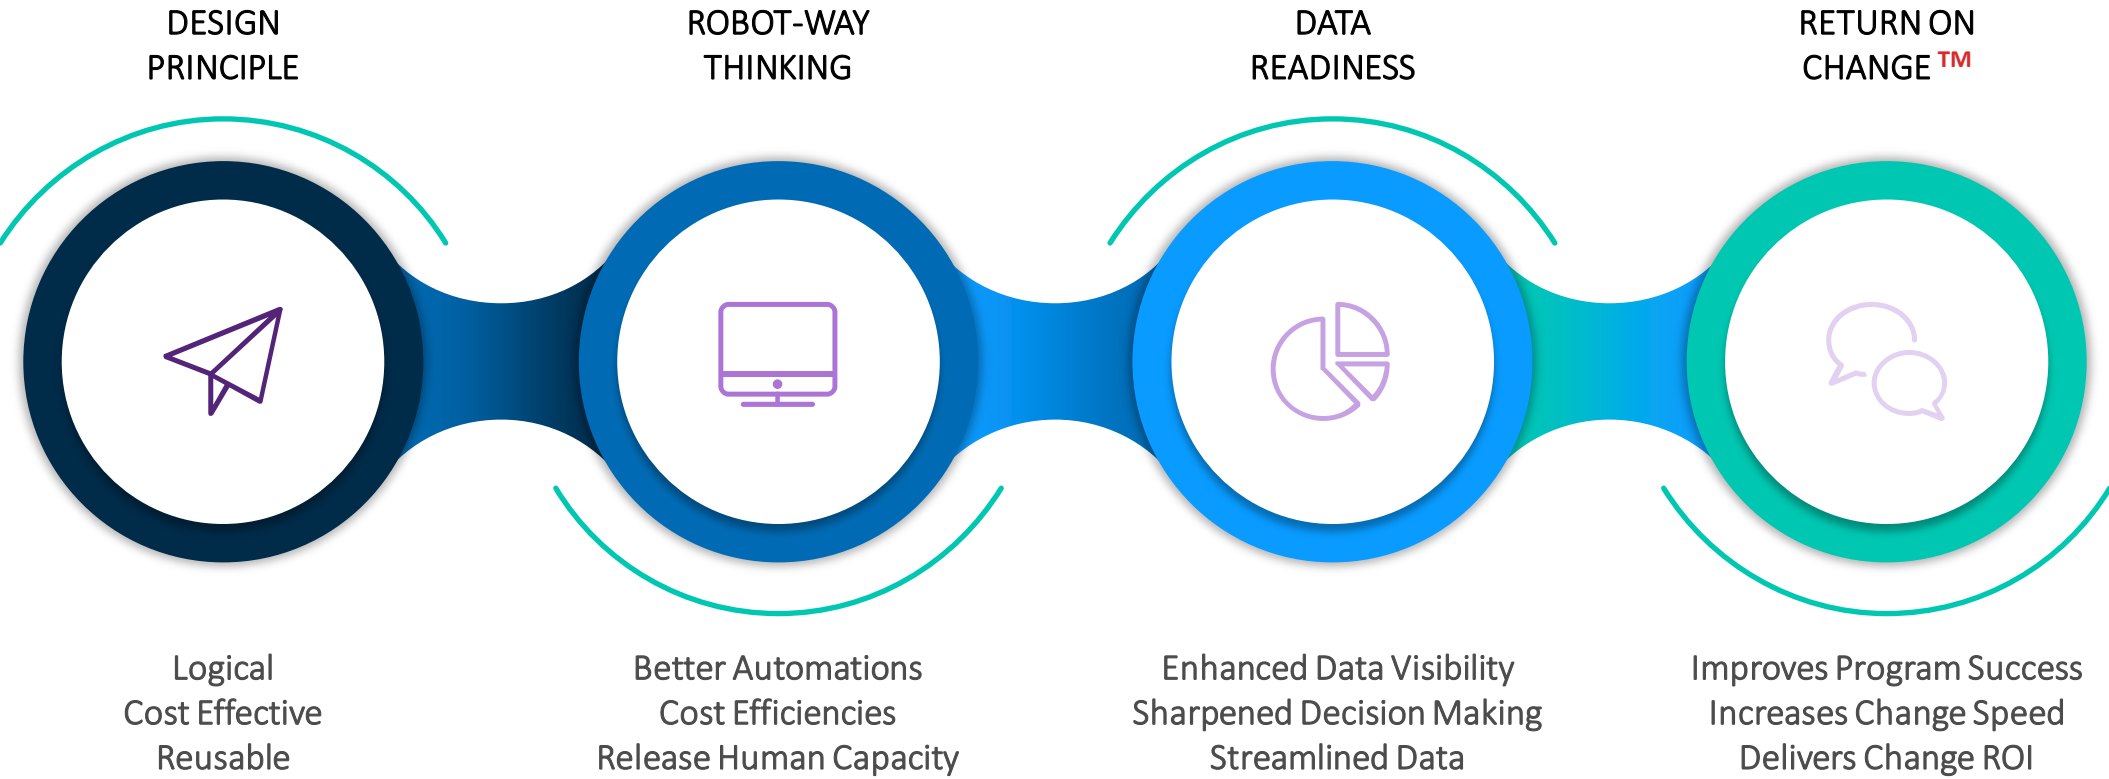 DESIGN
PRINCIPLE
Logical
Cost Effective
Reusable
ROBOT-WAY
THINKING
Better Automations
Cost Efficiencies
Release Human Capacity
DATA
READINESS
Enhanced Data Visibility
Sharpened Decision Making
Streamlined Data
RETURN ON
CHANGE TM
Improves Program Success
Increases Change Speed
Delivers Change ROI